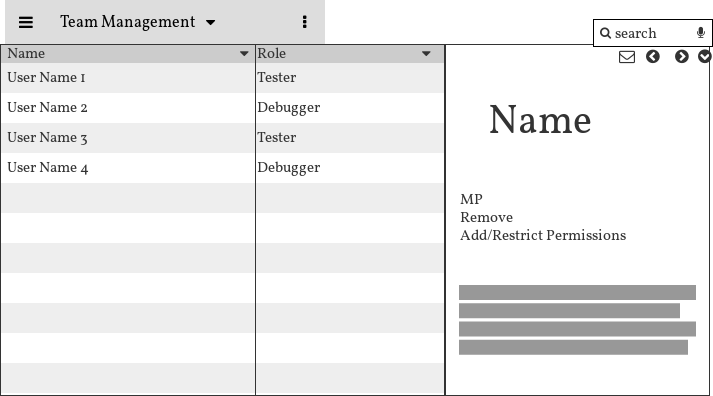 Team Management
search
Name Role
User Name 1 Tester
User Name 2 Debugger
User Name 3 Tester
User Name 4 Debugger
Name
MP
Remove
Add/Restrict Permissions